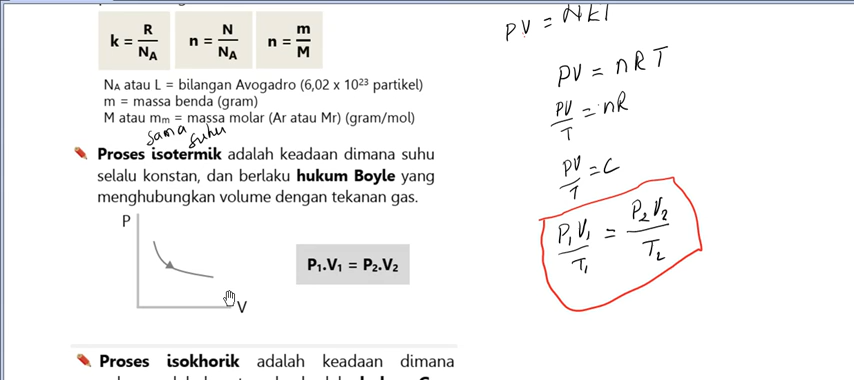 k = R/N_A n = N/N_A n = m/M
N_A atau L = bilangan Avogadro (6,02 x 10²³ partikel)
m = massa benda (gram)
M atau mₘ = massa molar (Ar atau Mr) (gram/mol)
sama suhu
Proses isotermik adalah keadaan dimana suhu
selalu konstan, dan berlaku hukum Boyle yang
menghubungkan volume dengan tekanan gas.
P
V
P₁.V₁ = P₂.V₂
Proses isokhorik adalah keadaan dimana
PV = NkT
PV = nRT
PV/T = nR
PV/T = C
P₁V₁/T₁ = P₂V₂/T₂